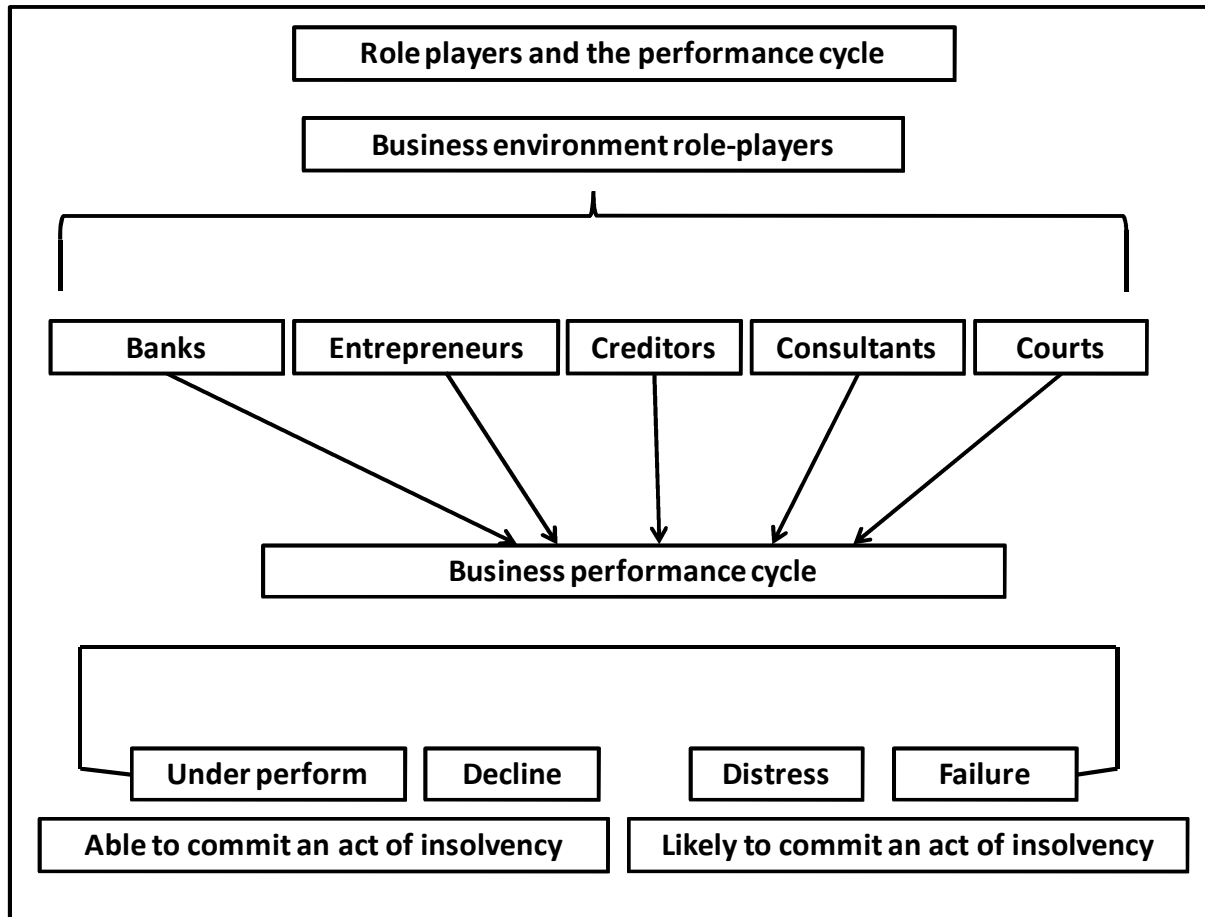 Role players and the performance cycle
Business environment role-players
Banks
Entrepreneurs
Creditors
Consultants
Courts
Business performance cycle
Under perform
Decline
Distress
Failure
Able to commit an act of insolvency
Likely to commit an act of insolvency